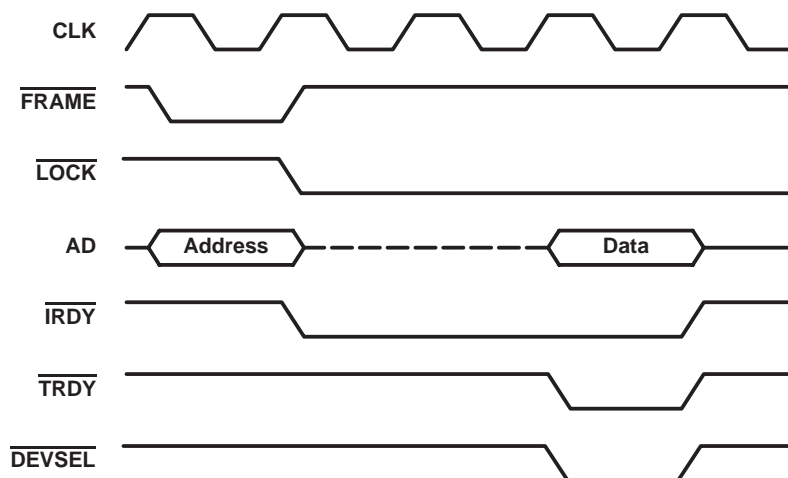 CLK
FRAME
LOCK
AD Address Data
IRDY
TRDY
DEVSEL